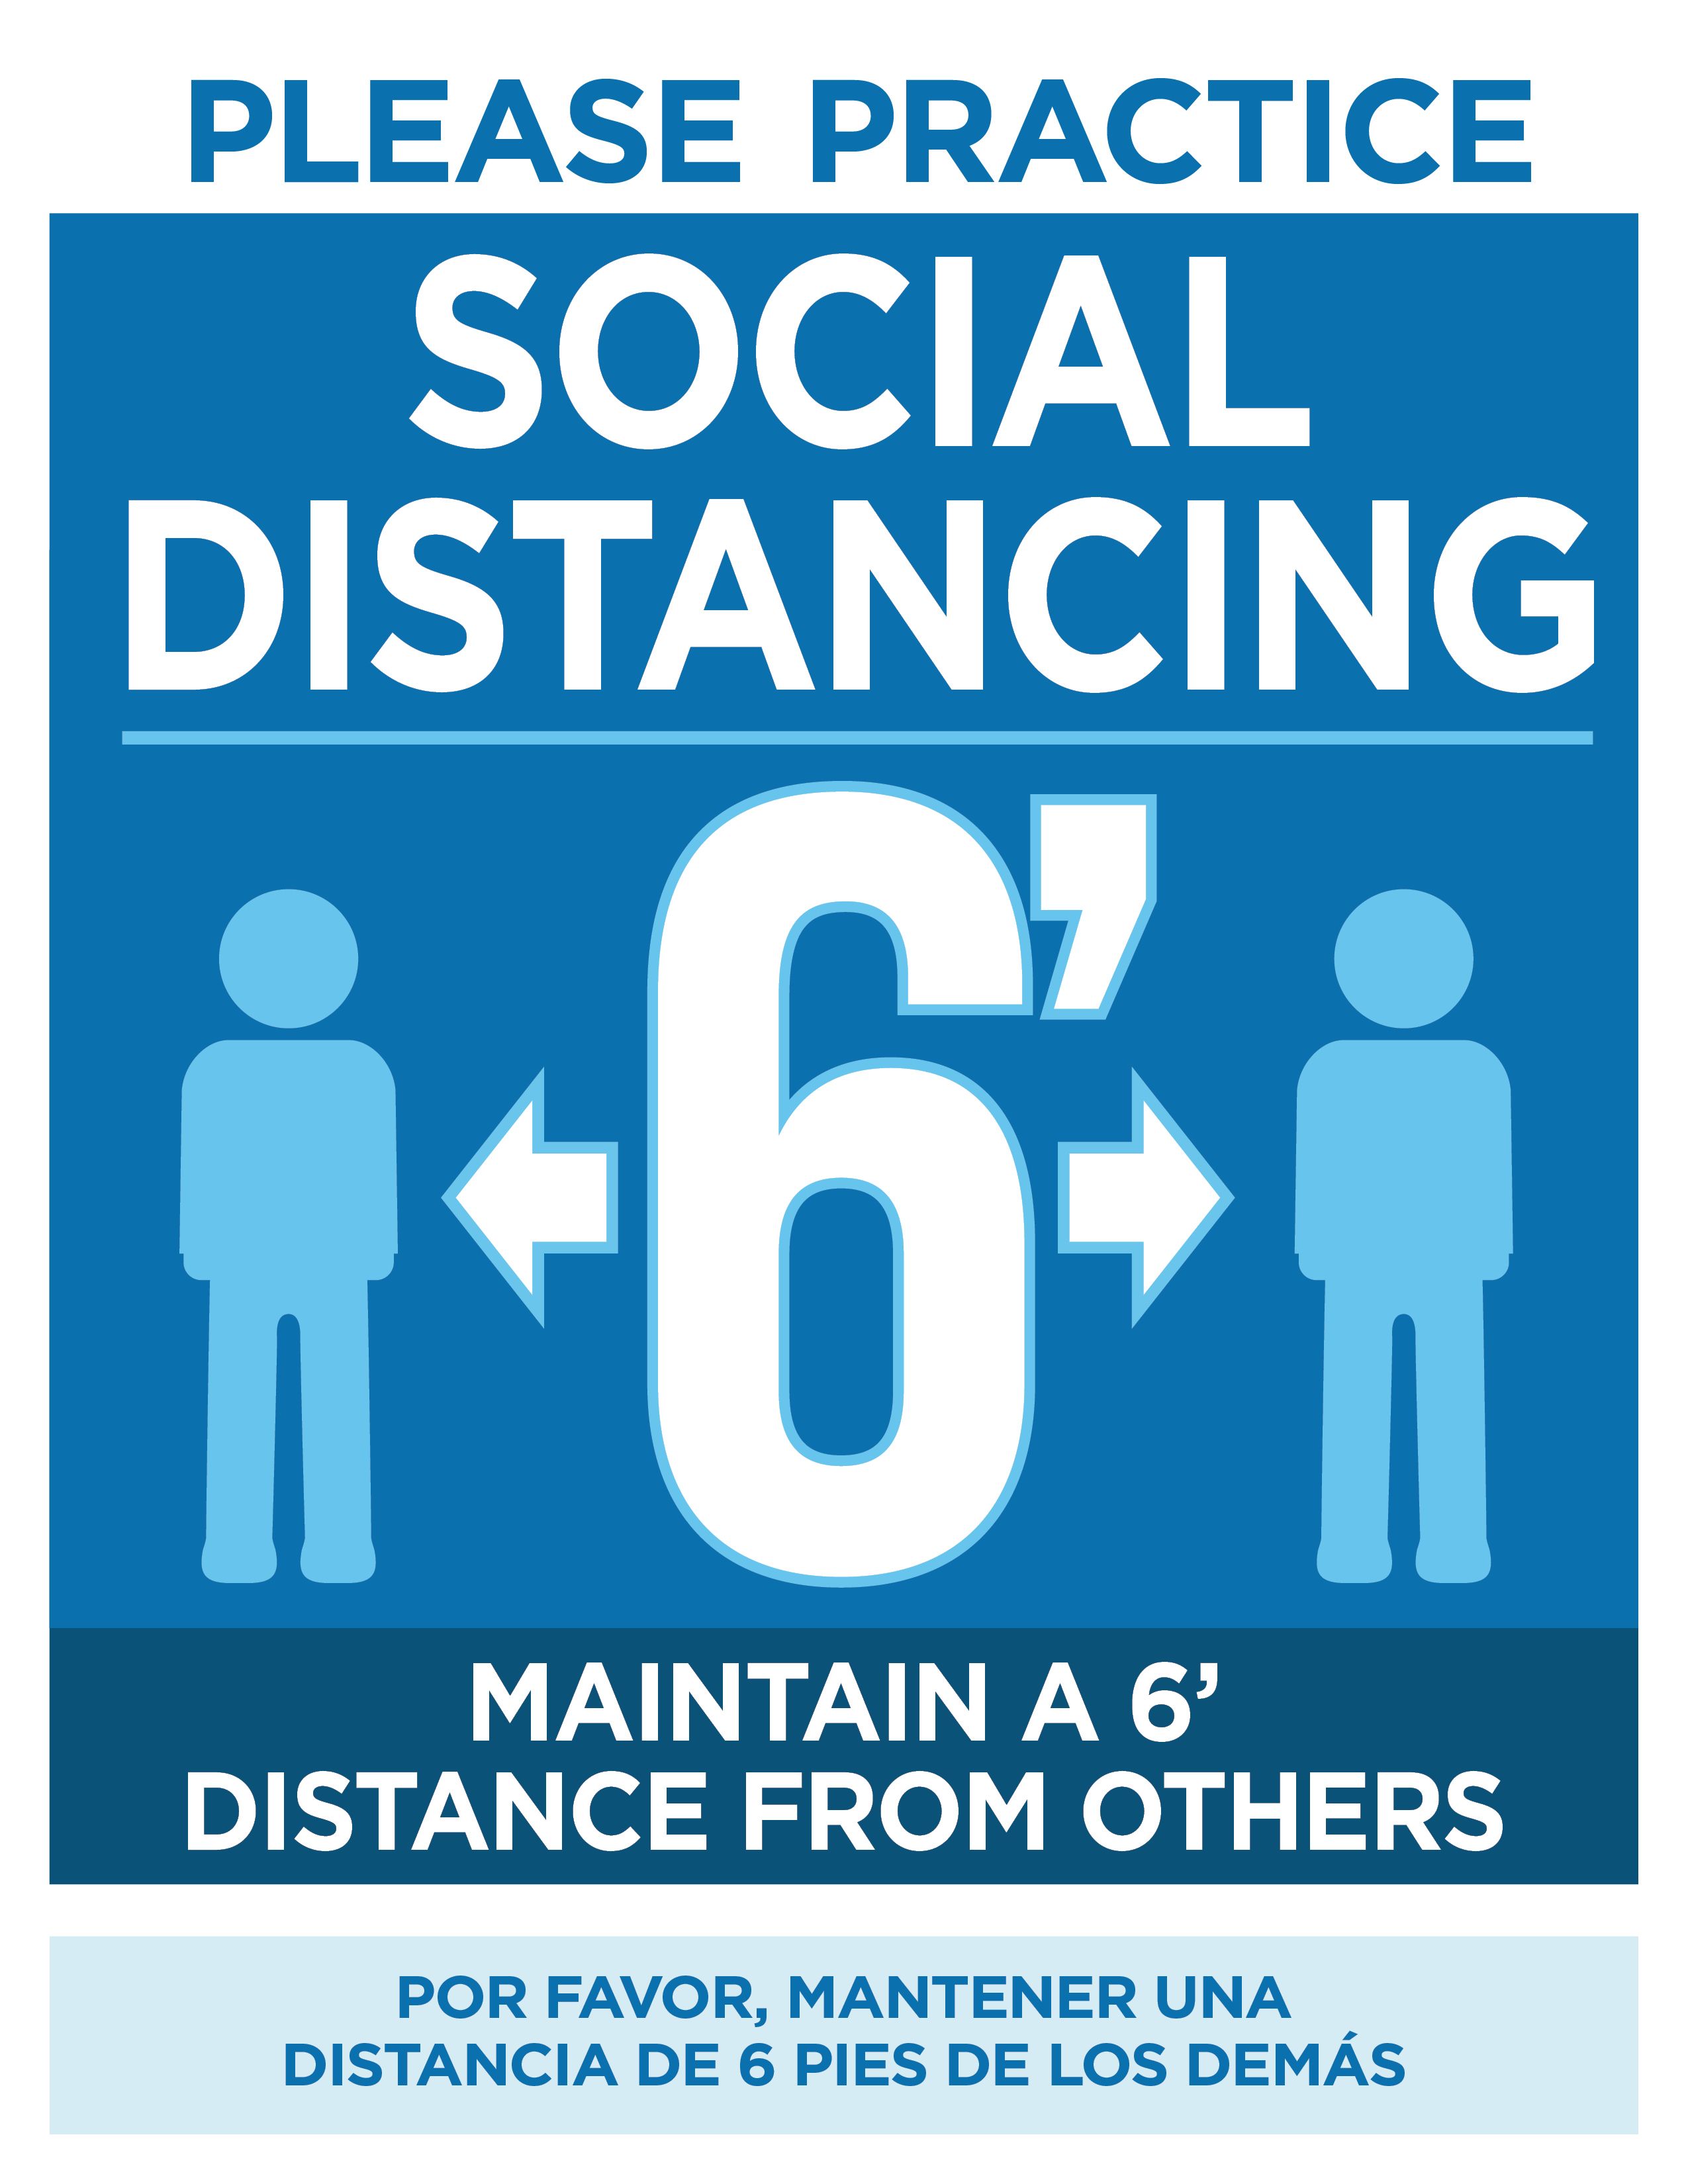 PLEASE PRACTICE
SOCIAL
DISTANCING
6’
MAINTAIN A 6’
DISTANCE FROM OTHERS
POR FAVOR, MANTENER UNA
DISTANCIA DE 6 PIES DE LOS DEMÁS